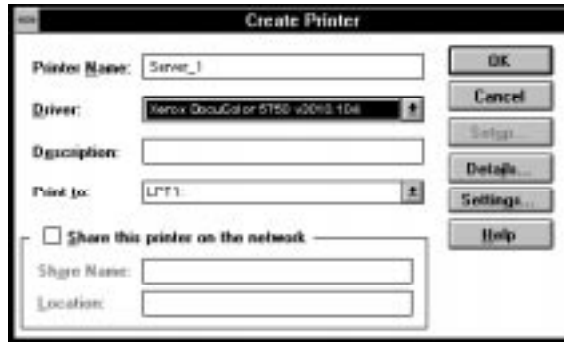 Create Printer
Printer Name: Server_1
OK
Driver: Xerox DocuColor 5750 v2013.104
Cancel
Setup...
Description:
Details...
Print to: LPT1:
Settings...
Share this printer on the network
Help
Share Name:
Location: